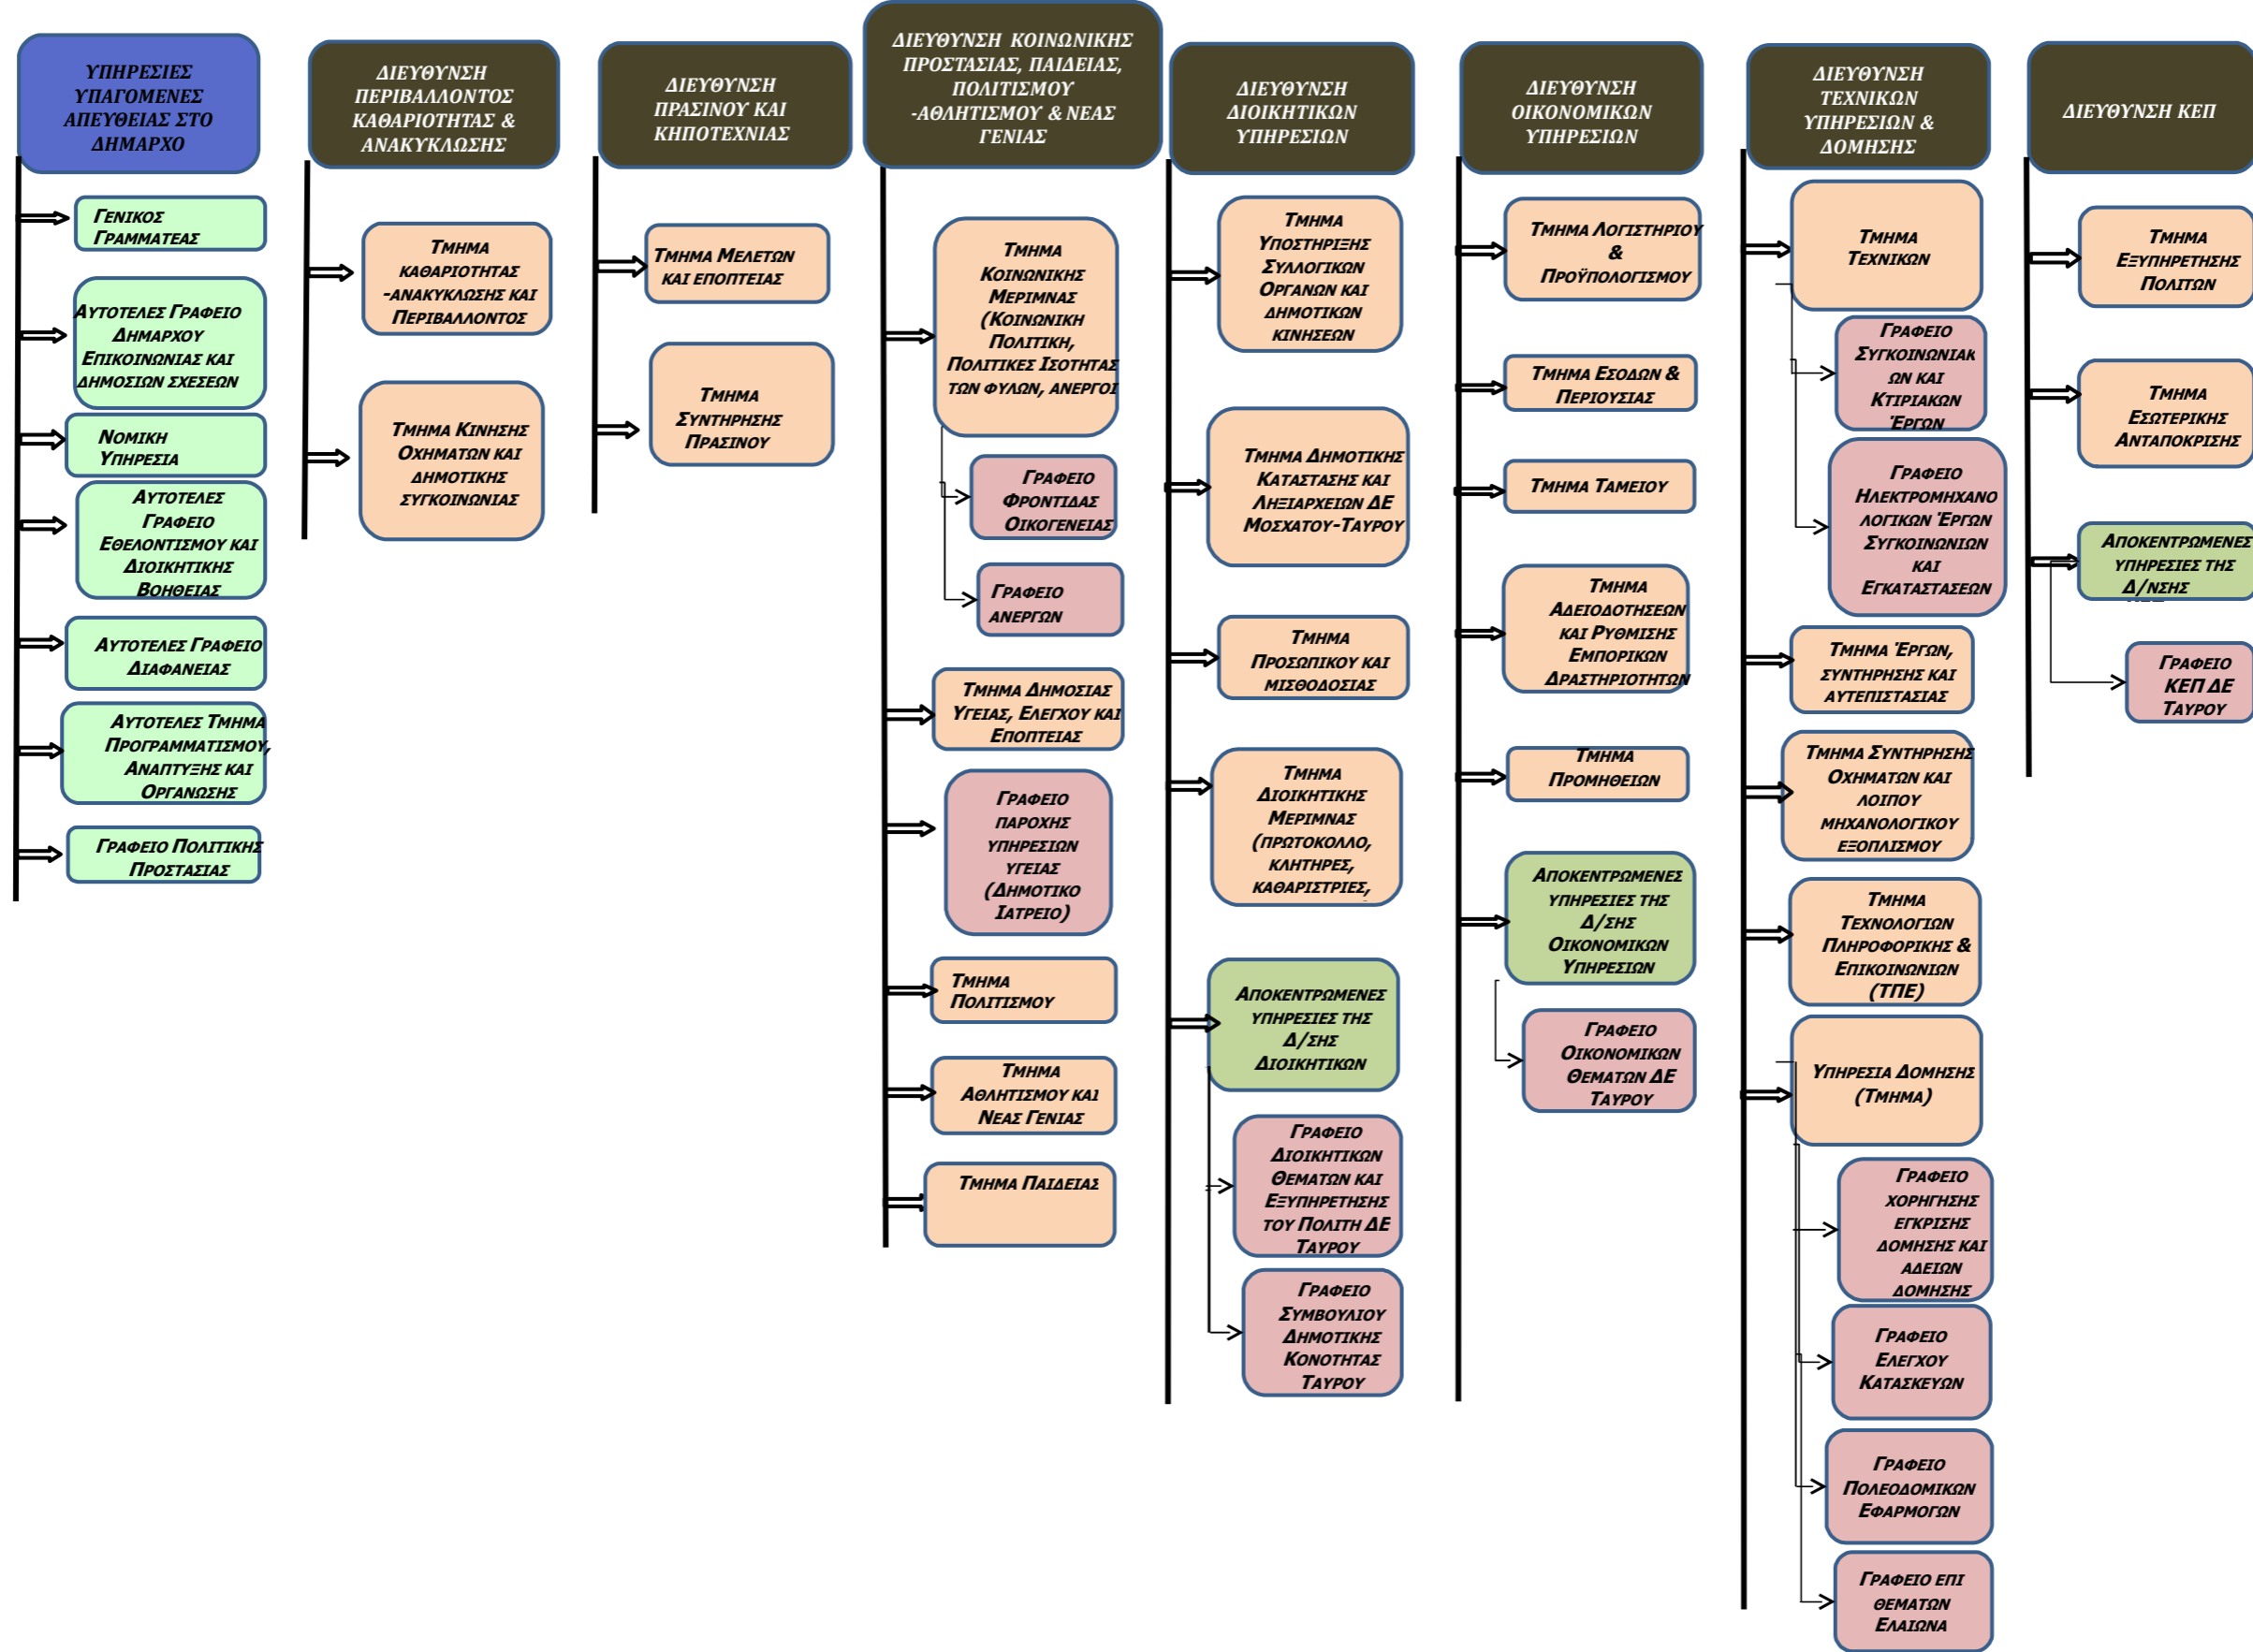 ΥΠΗΡΕΣΙΕΣ
ΥΠΑΓΟΜΕΝΕΣ
ΑΠΕΥΘΕΙΑΣ ΣΤΟ
ΔΗΜΑΡΧΟ
ΓΕΝΙΚΟΣ
ΓΡΑΜΜΑΤΕΑΣ
ΑΥΤΟΤΕΛΕΣ ΓΡΑΦΕΙΟ
ΔΗΜΑΡΧΟΥ
ΕΠΙΚΟΙΝΩΝΙΑΣ ΚΑΙ
ΔΗΜΟΣΙΩΝ ΣΧΕΣΕΩΝ
ΝΟΜΙΚΗ
ΥΠΗΡΕΣΙΑ
ΑΥΤΟΤΕΛΕΣ
ΓΡΑΦΕΙΟ
ΕΘΕΛΟΝΤΙΣΜΟΥ ΚΑΙ
ΔΙΟΙΚΗΤΙΚΗΣ
ΒΟΗΘΕΙΑΣ
ΑΥΤΟΤΕΛΕΣ ΓΡΑΦΕΙΟ
ΔΙΑΦΑΝΕΙΑΣ
ΑΥΤΟΤΕΛΕΣ ΤΜΗΜΑ
ΠΡΟΓΡΑΜΜΑΤΙΣΜΟΥ,
ΑΝΑΠΤΥΞΗΣ ΚΑΙ
ΟΡΓΑΝΩΣΗΣ
ΓΡΑΦΕΙΟ ΠΟΛΙΤΙΚΗΣ
ΠΡΟΣΤΑΣΙΑΣ
ΔΙΕΥΘΥΝΣΗ
ΠΕΡΙΒΑΛΛΟΝΤΟΣ
ΚΑΘΑΡΙΟΤΗΤΑΣ &
ΑΝΑΚΥΚΛΩΣΗΣ
ΤΜΗΜΑ
ΚΑΘΑΡΙΟΤΗΤΑΣ
-ΑΝΑΚΥΚΛΩΣΗΣ ΚΑΙ
ΠΕΡΙΒΑΛΛΟΝΤΟΣ
ΤΜΗΜΑ ΚΙΝΗΣΗΣ
ΟΧΗΜΑΤΩΝ ΚΑΙ
ΔΗΜΟΤΙΚΗΣ
ΣΥΓΚΟΙΝΩΝΙΑΣ
ΔΙΕΥΘΥΝΣΗ
ΠΡΑΣΙΝΟΥ ΚΑΙ
ΚΗΠΟΤΕΧΝΙΑΣ
ΤΜΗΜΑ ΜΕΛΕΤΩΝ
ΚΑΙ ΕΠΟΠΤΕΙΑΣ
ΤΜΗΜΑ
ΣΥΝΤΗΡΗΣΗΣ
ΠΡΑΣΙΝΟΥ
ΔΙΕΥΘΥΝΣΗ ΚΟΙΝΩΝΙΚΗΣ
ΠΡΟΣΤΑΣΙΑΣ, ΠΑΙΔΕΙΑΣ,
ΠΟΛΙΤΙΣΜΟΥ
-ΑΘΛΗΤΙΣΜΟΥ & ΝΕΑΣ
ΓΕΝΙΑΣ
ΤΜΗΜΑ
ΚΟΙΝΩΝΙΚΗΣ
ΜΕΡΙΜΝΑΣ
(ΚΟΙΝΩΝΙΚΗ
ΠΟΛΙΤΙΚΗ,
ΠΟΛΙΤΙΚΕΣ ΙΣΟΤΗΤΑΣ
ΤΩΝ ΦΥΛΩΝ, ΑΝΕΡΓΟΙ
ΓΡΑΦΕΙΟ
ΦΡΟΝΤΙΔΑΣ
ΟΙΚΟΓΕΝΕΙΑΣ
ΓΡΑΦΕΙΟ
ΑΝΕΡΓΩΝ
ΤΜΗΜΑ ΔΗΜΟΣΙΑΣ
ΥΓΕΙΑΣ, ΕΛΕΓΧΟΥ ΚΑΙ
ΕΠΟΠΤΕΙΑΣ
ΓΡΑΦΕΙΟ
ΠΑΡΟΧΗΣ
ΥΠΗΡΕΣΙΩΝ
ΥΓΕΙΑΣ
(ΔΗΜΟΤΙΚΟ
ΙΑΤΡΕΙΟ)
ΤΜΗΜΑ
ΠΟΛΙΤΙΣΜΟΥ
ΤΜΗΜΑ
ΑΘΛΗΤΙΣΜΟΥ ΚΑΙ
ΝΕΑΣ ΓΕΝΙΑΣ
ΤΜΗΜΑ ΠΑΙΔΕΙΑΣ
ΔΙΕΥΘΥΝΣΗ
ΔΙΟΙΚΗΤΙΚΩΝ
ΥΠΗΡΕΣΙΩΝ
ΤΜΗΜΑ
ΥΠΟΣΤΗΡΙΞΗΣ
ΣΥΛΛΟΓΙΚΩΝ
ΟΡΓΑΝΩΝ ΚΑΙ
ΔΗΜΟΤΙΚΩΝ
ΚΙΝΗΣΕΩΝ
ΤΜΗΜΑ ΔΗΜΟΤΙΚΗΣ
ΚΑΤΑΣΤΑΣΗΣ ΚΑΙ
ΛΗΞΙΑΡΧΕΙΩΝ ΔΕ
ΜΟΣΧΑΤΟΥ-ΤΑΥΡΟΥ
ΤΜΗΜΑ
ΠΡΟΣΩΠΙΚΟΥ ΚΑΙ
ΜΙΣΘΟΔΟΣΙΑΣ
ΤΜΗΜΑ
ΔΙΟΙΚΗΤΙΚΗΣ
ΜΕΡΙΜΝΑΣ
(ΠΡΩΤΟΚΟΛΛΟ,
ΚΛΗΤΗΡΕΣ,
ΚΑΘΑΡΙΣΤΡΙΕΣ,
ΑΠΟΚΕΝΤΡΩΜΕΝΕΣ
ΥΠΗΡΕΣΙΕΣ ΤΗΣ
Δ/ΣΗΣ
ΔΙΟΙΚΗΤΙΚΩΝ
ΓΡΑΦΕΙΟ
ΔΙΟΙΚΗΤΙΚΩΝ
ΘΕΜΑΤΩΝ ΚΑΙ
ΕΞΥΠΗΡΕΤΗΣΗΣ
ΤΟΥ ΠΟΛΙΤΗ ΔΕ
ΤΑΥΡΟΥ
ΓΡΑΦΕΙΟ
ΣΥΜΒΟΥΛΙΟΥ
ΔΗΜΟΤΙΚΗΣ
ΚΟΝΟΤΗΤΑΣ
ΤΑΥΡΟΥ
ΔΙΕΥΘΥΝΣΗ
ΟΙΚΟΝΟΜΙΚΩΝ
ΥΠΗΡΕΣΙΩΝ
ΤΜΗΜΑ ΛΟΓΙΣΤΗΡΙΟΥ
&
ΠΡΟΫΠΟΛΟΓΙΣΜΟΥ
ΤΜΗΜΑ ΕΣΟΔΩΝ &
ΠΕΡΙΟΥΣΙΑΣ
ΤΜΗΜΑ ΤΑΜΕΙΟΥ
ΤΜΗΜΑ
ΑΔΕΙΟΔΟΤΗΣΕΩΝ
ΚΑΙ ΡΥΘΜΙΣΗΣ
ΕΜΠΟΡΙΚΩΝ
ΔΡΑΣΤΗΡΙΟΤΗΤΩΝ
ΤΜΗΜΑ
ΠΡΟΜΗΘΕΙΩΝ
ΑΠΟΚΕΝΤΡΩΜΕΝΕΣ
ΥΠΗΡΕΣΙΕΣ ΤΗΣ
Δ/ΣΗΣ
ΟΙΚΟΝΟΜΙΚΩΝ
ΥΠΗΡΕΣΙΩΝ
ΓΡΑΦΕΙΟ
ΟΙΚΟΝΟΜΙΚΩΝ
ΘΕΜΑΤΩΝ ΔΕ
ΤΑΥΡΟΥ
ΔΙΕΥΘΥΝΣΗ
ΤΕΧΝΙΚΩΝ
ΥΠΗΡΕΣΙΩΝ &
ΔΟΜΗΣΗΣ
ΤΜΗΜΑ
ΤΕΧΝΙΚΩΝ
ΓΡΑΦΕΙΟ
ΣΥΓΚΟΙΝΩΝΙΑΚ
ΩΝ ΚΑΙ
ΚΤΙΡΙΑΚΩΝ
ΈΡΓΩΝ
ΓΡΑΦΕΙΟ
ΗΛΕΚΤΡΟΜΗΧΑΝΟ
ΛΟΓΙΚΩΝ ΈΡΓΩΝ
ΣΥΓΚΟΙΝΩΝΙΩΝ
ΚΑΙ
ΕΓΚΑΤΑΣΤΑΣΕΩΝ
ΤΜΗΜΑ ΈΡΓΩΝ,
ΣΥΝΤΗΡΗΣΗΣ ΚΑΙ
ΑΥΤΕΠΙΣΤΑΣΙΑΣ
ΤΜΗΜΑ ΣΥΝΤΗΡΗΣΗΣ
ΟΧΗΜΑΤΩΝ ΚΑΙ
ΛΟΙΠΟΥ
ΜΗΧΑΝΟΛΟΓΙΚΟΥ
ΕΞΟΠΛΙΣΜΟΥ
ΤΜΗΜΑ
ΤΕΧΝΟΛΟΓΙΩΝ
ΠΛΗΡΟΦΟΡΙΚΗΣ &
ΕΠΙΚΟΙΝΩΝΙΩΝ
(ΤΠΕ)
ΥΠΗΡΕΣΙΑ ΔΟΜΗΣΗΣ
(ΤΜΗΜΑ)
ΓΡΑΦΕΙΟ
ΧΟΡΗΓΗΣΗΣ
ΕΓΚΡΙΣΗΣ
ΔΟΜΗΣΗΣ ΚΑΙ
ΑΔΕΙΩΝ
ΔΟΜΗΣΗΣ
ΓΡΑΦΕΙΟ
ΕΛΕΓΧΟΥ
ΚΑΤΑΣΚΕΥΩΝ
ΓΡΑΦΕΙΟ
ΠΟΛΕΟΔΟΜΙΚΩΝ
ΕΦΑΡΜΟΓΩΝ
ΓΡΑΦΕΙΟ ΕΠΙ
ΘΕΜΑΤΩΝ
ΕΛΑΙΩΝΑ
ΔΙΕΥΘΥΝΣΗ ΚΕΠ
ΤΜΗΜΑ
ΕΞΥΠΗΡΕΤΗΣΗΣ
ΠΟΛΙΤΩΝ
ΤΜΗΜΑ
ΕΣΩΤΕΡΙΚΗΣ
ΑΝΤΑΠΟΚΡΙΣΗΣ
ΑΠΟΚΕΝΤΡΩΜΕΝΕΣ
ΥΠΗΡΕΣΙΕΣ ΤΗΣ
Δ/ΝΣΗΣ
ΓΡΑΦΕΙΟ
ΚΕΠ ΔΕ
ΤΑΥΡΟΥ